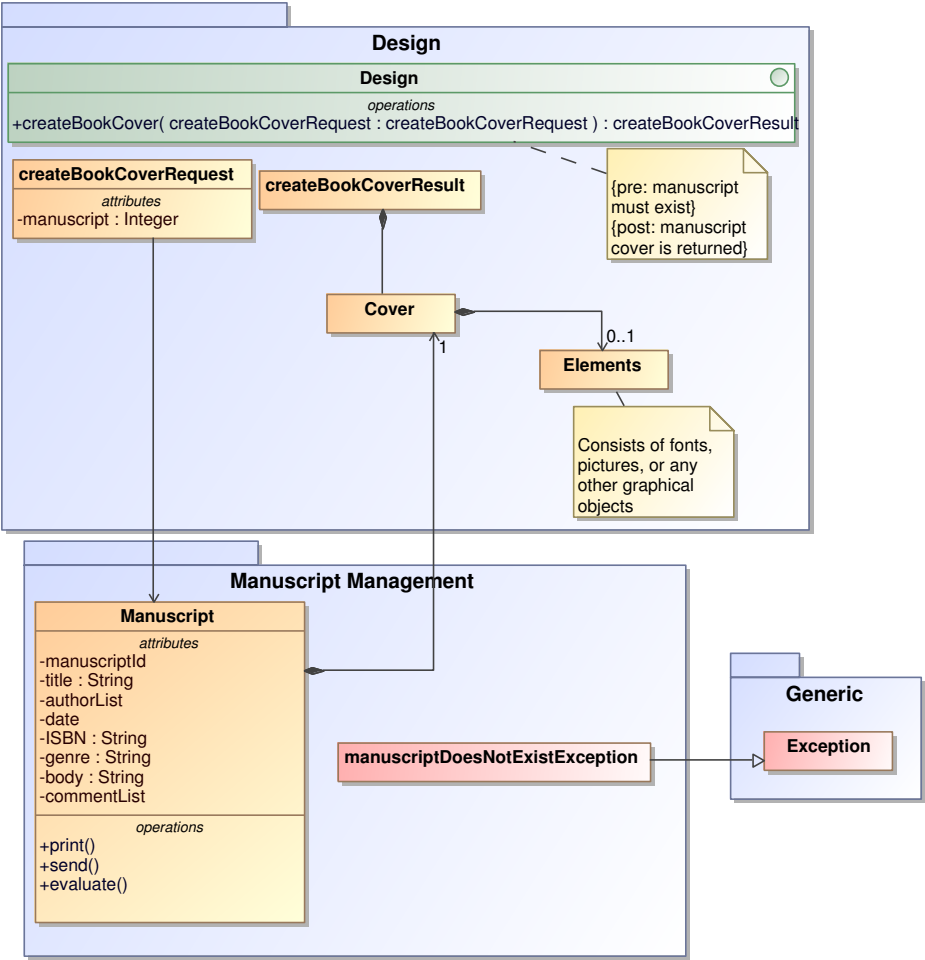 Design
Design
operations
+createBookCover( createBookCoverRequest : createBookCoverRequest ) : createBookCoverResult
createBookCoverRequest
attributes
-manuscript : Integer
createBookCoverResult
{pre: manuscript
must exist}
{post: manuscript
cover is returned}
Cover
1
0..1
Elements
Consists of fonts,
pictures, or any
other graphical
objects
Manuscript Management
Manuscript
attributes
-manuscriptId
-title : String
-authorList
-date
-ISBN : String
-genre : String
-body : String
-commentList
operations
+print()
+send()
+evaluate()
manuscriptDoesNotExistException
Generic
Exception